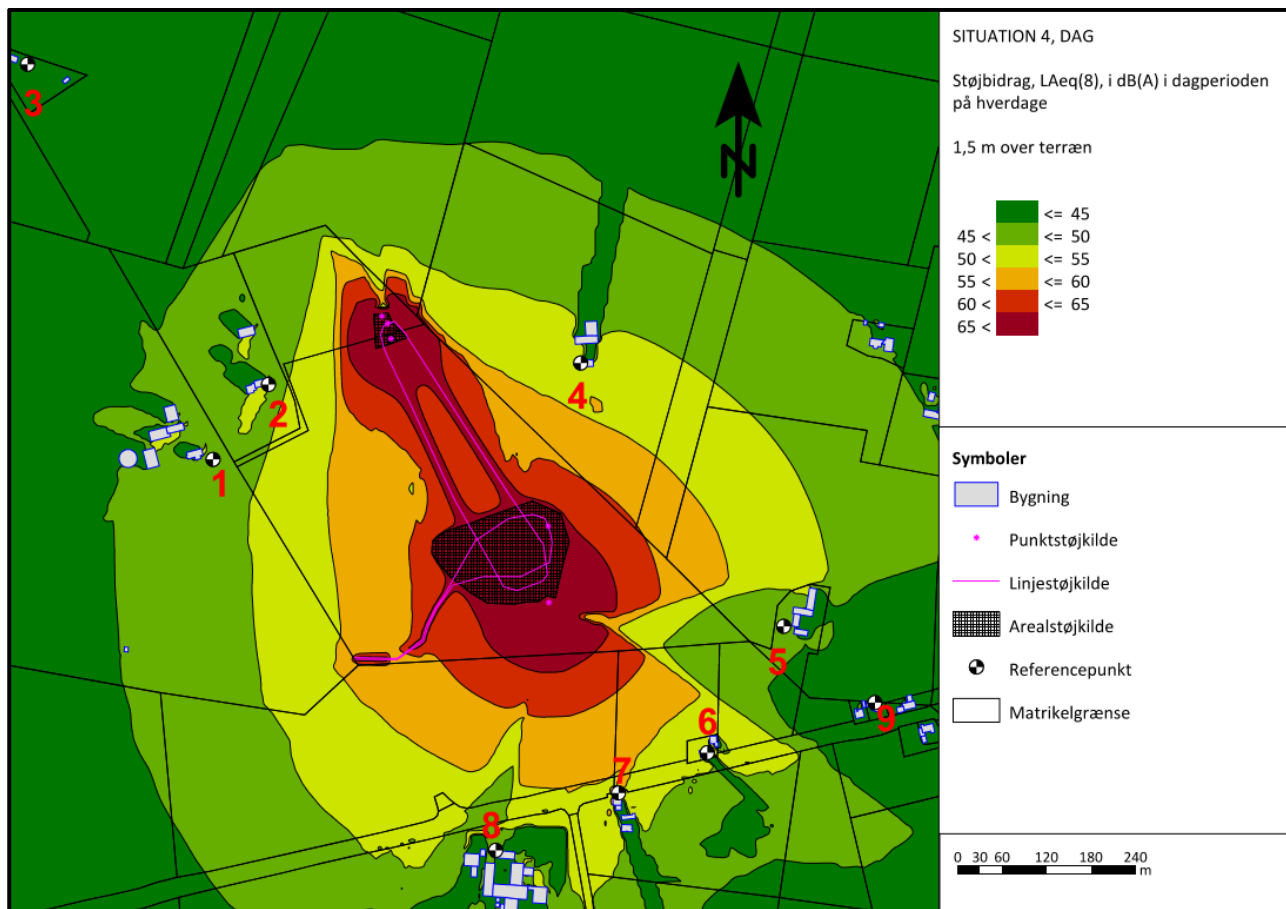 SITUATION 4, DAG
Støjbidrag, LAeq(8), i dB(A) i dagperioden
på hverdage
1,5 m over terræn
<= 45
45 < <= 50
50 < <= 55
55 < <= 60
60 < <= 65
65 <
Symboler
Bygning
Punktstøjkilde
Linjestøjkilde
Arealstøjkilde
Referencepunkt
Matrikelgrænse
0 30 60 120 180 240
m
3
N
4
2
1
5
9
6
7
8